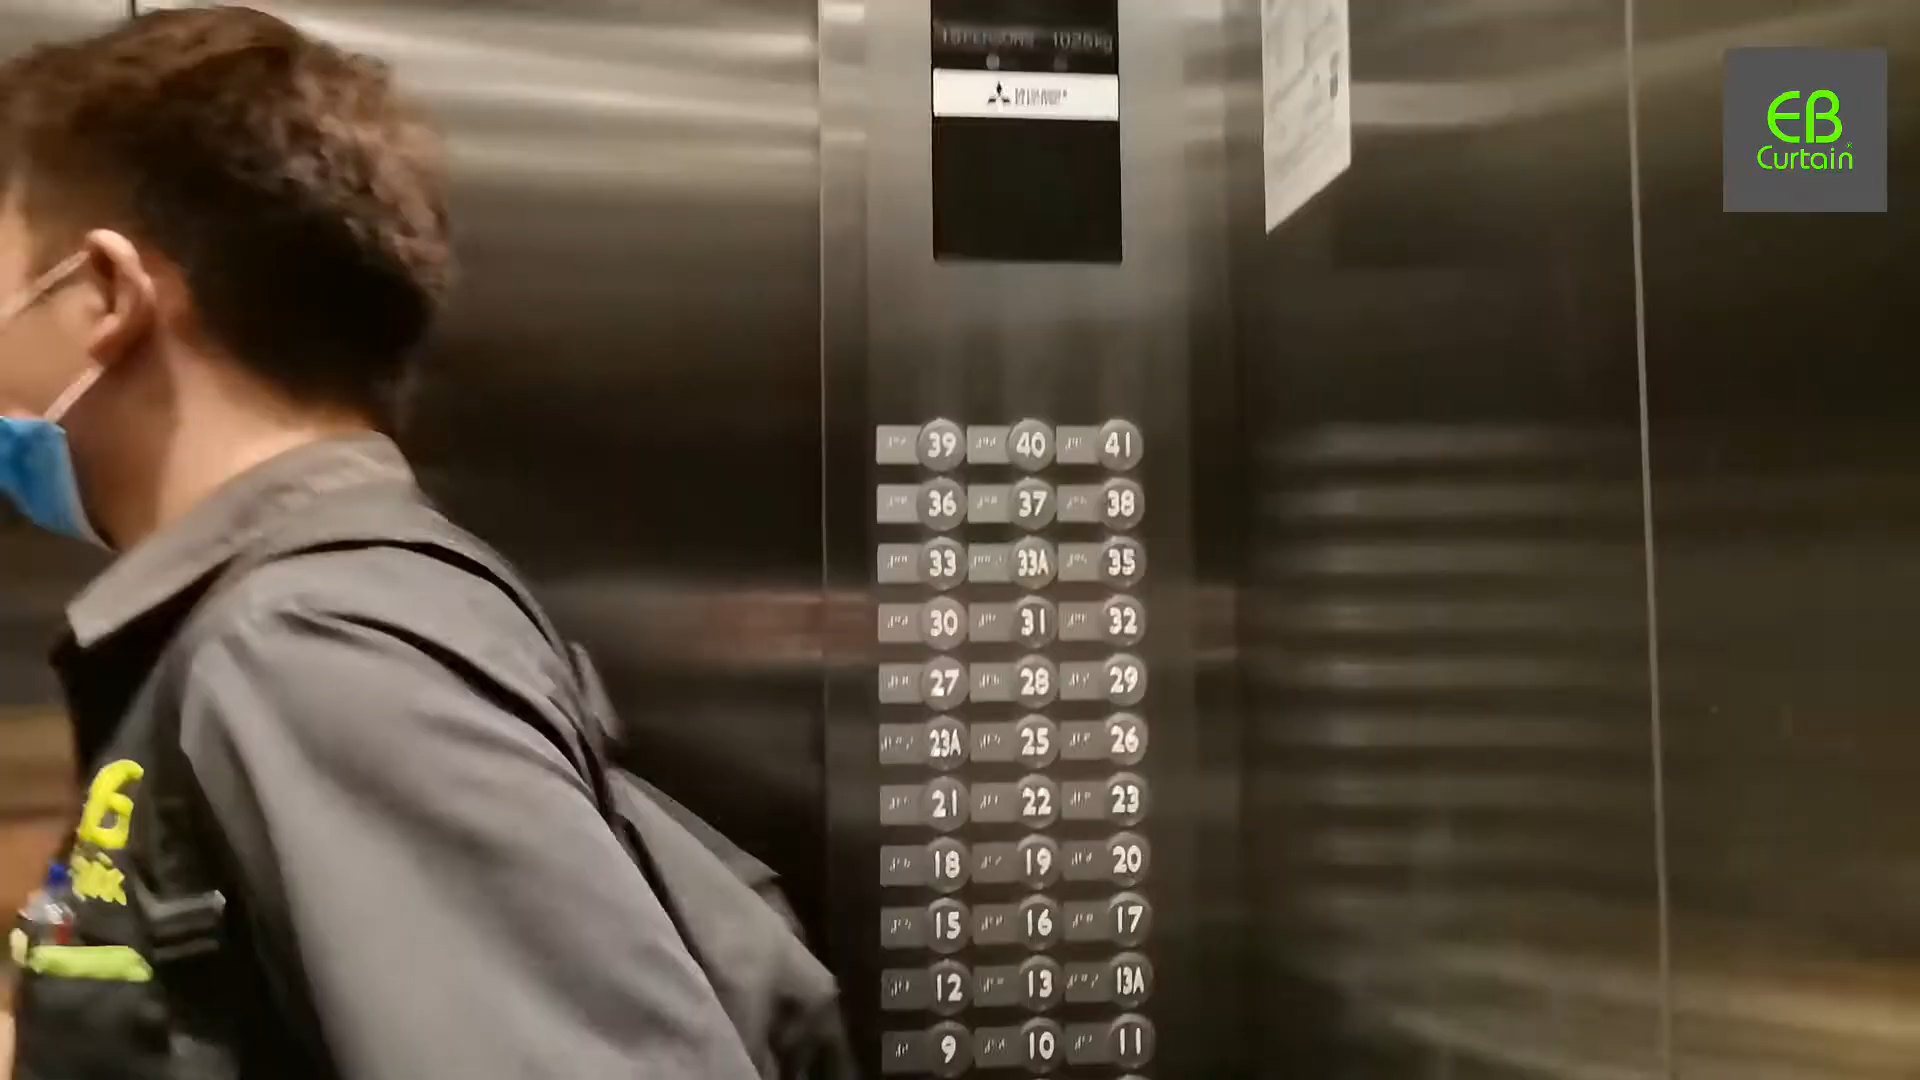 1025kg
EB
Curtain
39 40 41
36 37 38
33 33A 35
30 31 32
27 28 29
23A 25 26
21 22 23
18 19 20
15 16 17
12 13 13A
9 10 11